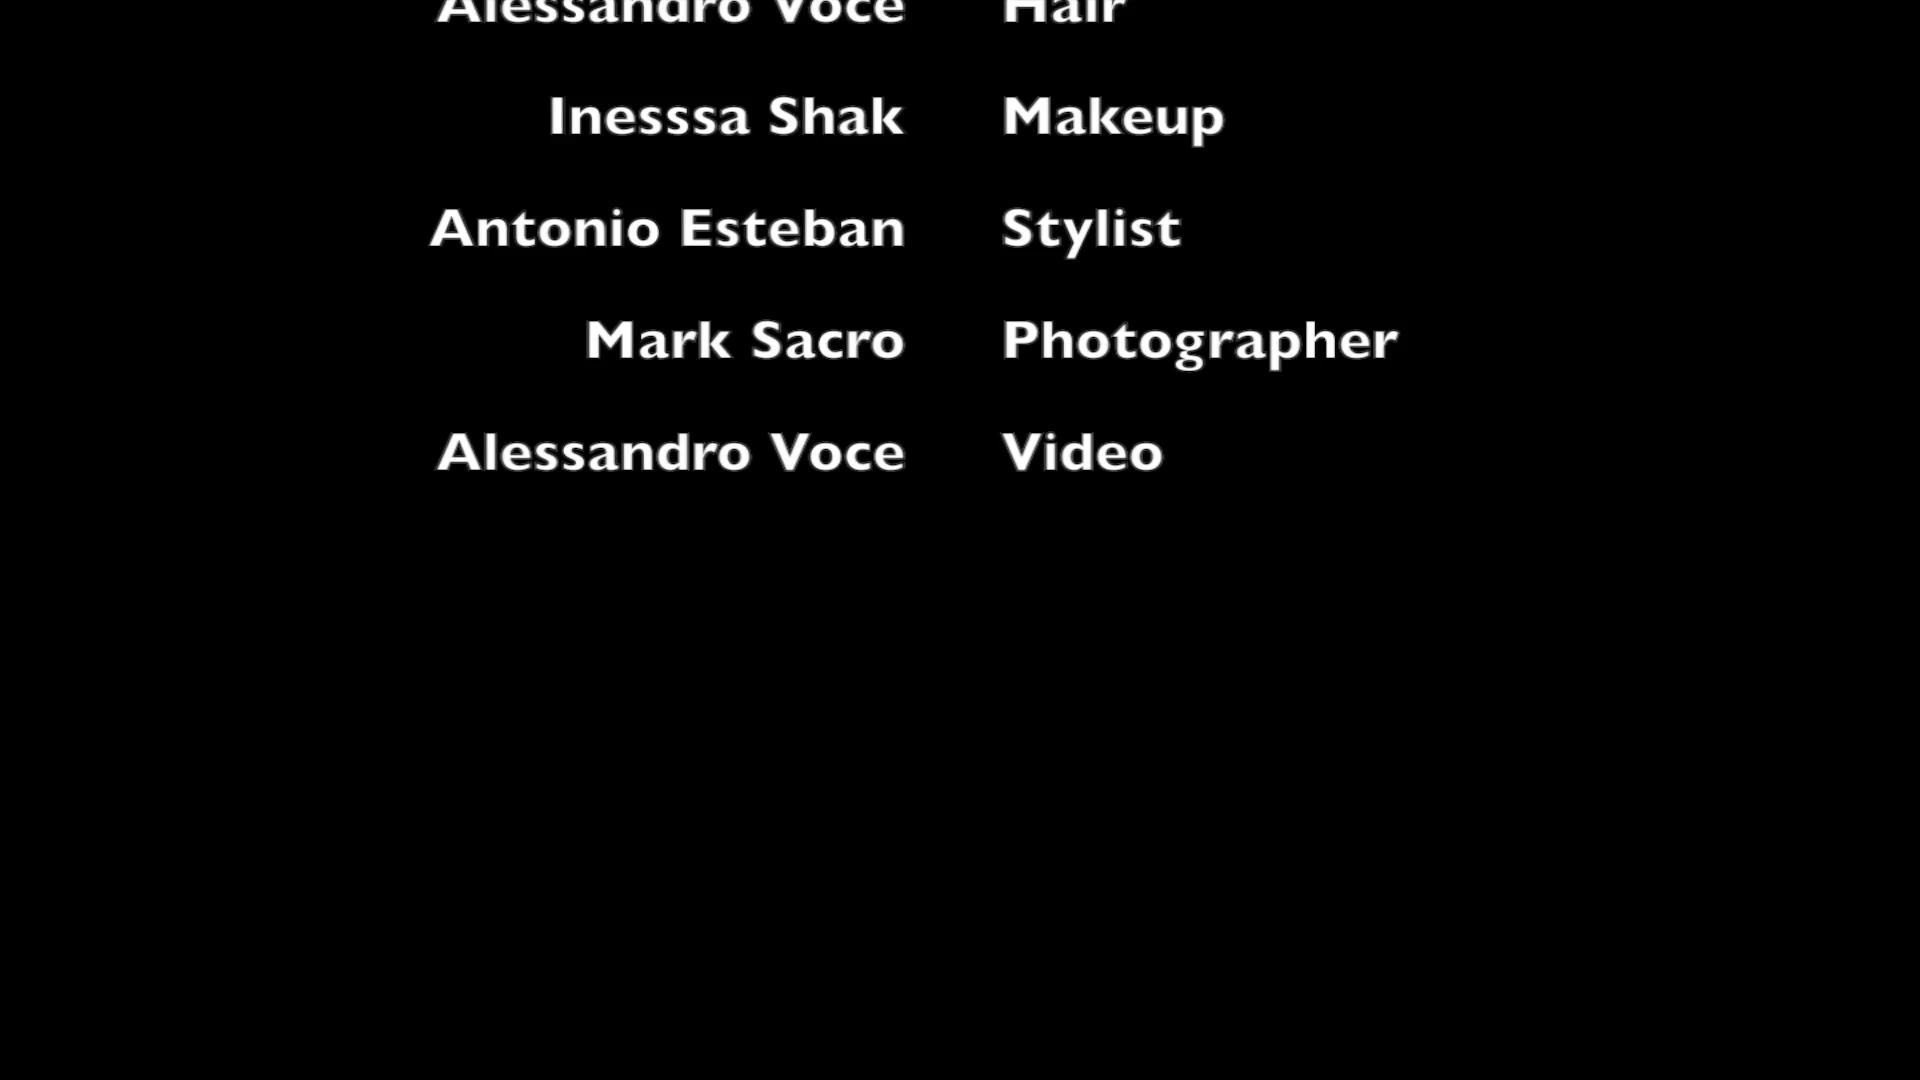 Alessandro Voce Hair
Inesssa Shak Makeup
Antonio Esteban Stylist
Mark Sacro Photographer
Alessandro Voce Video